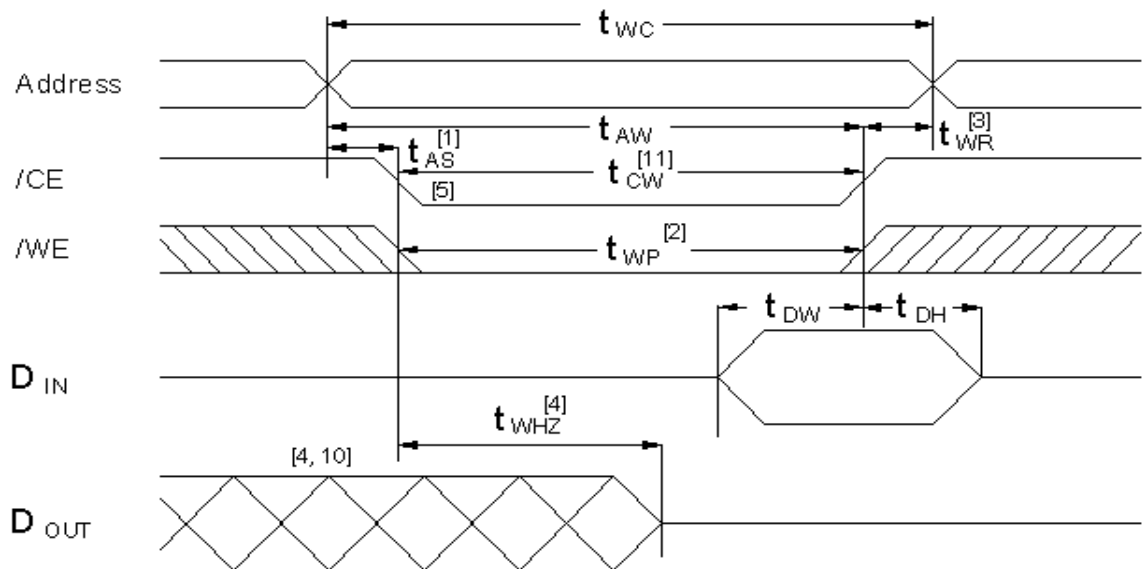 t WC
Address
t AW
t AS [1]
t WR [3]
/CE
t CW [11]
[5]
/WE
t WP [2]
t DW
t DH
D IN
t WHZ [4]
[4, 10]
D OUT